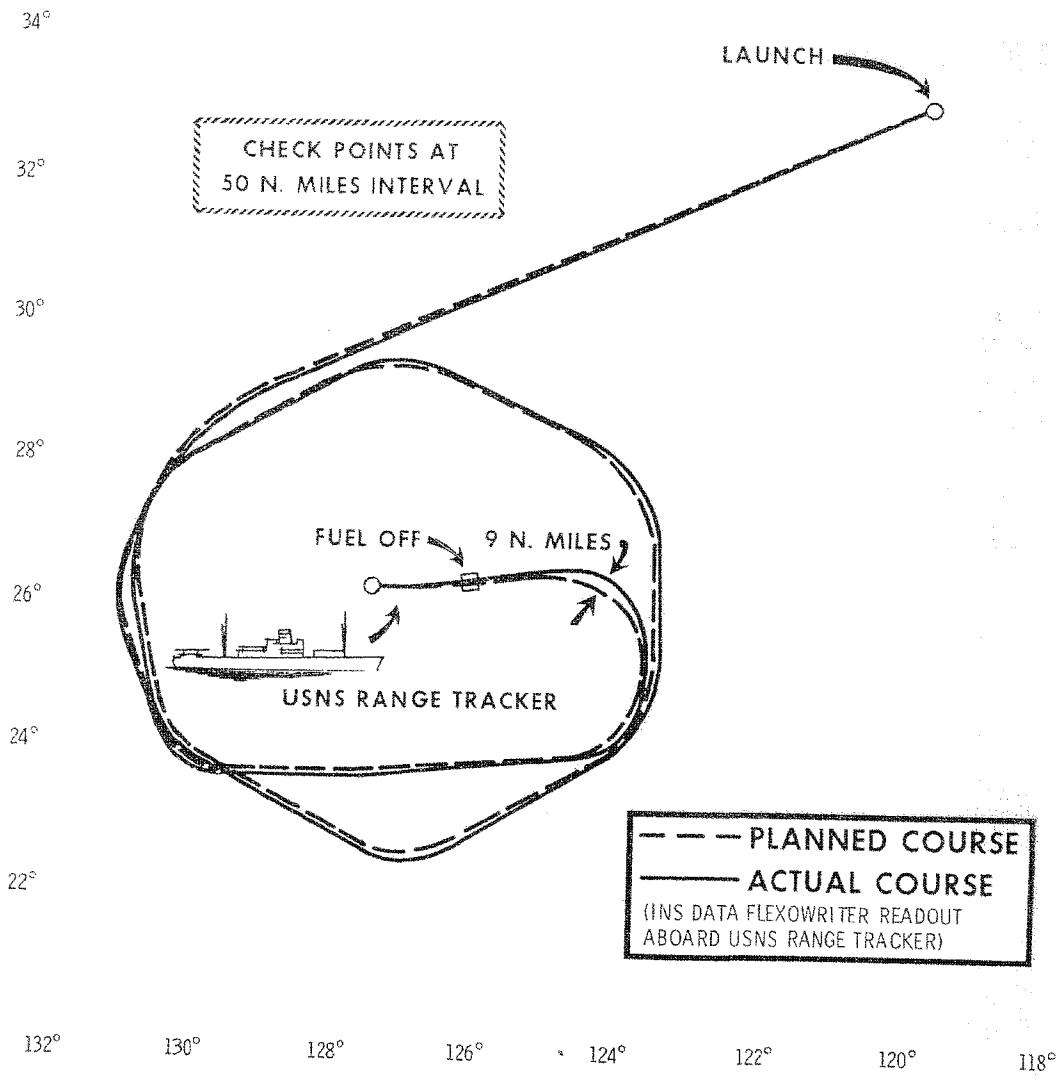 34°
LAUNCH
CHECK POINTS AT
50 N. MILES INTERVAL
32°
30°
28°
FUEL OFF
9 N. MILES
26°
USNS RANGE TRACKER
24°
22°
PLANNED COURSE
ACTUAL COURSE
(INS DATA FLEXOWRITER READOUT
ABOARD USNS RANGE TRACKER)
132° 130° 128° 126° 124° 122° 120° 118°